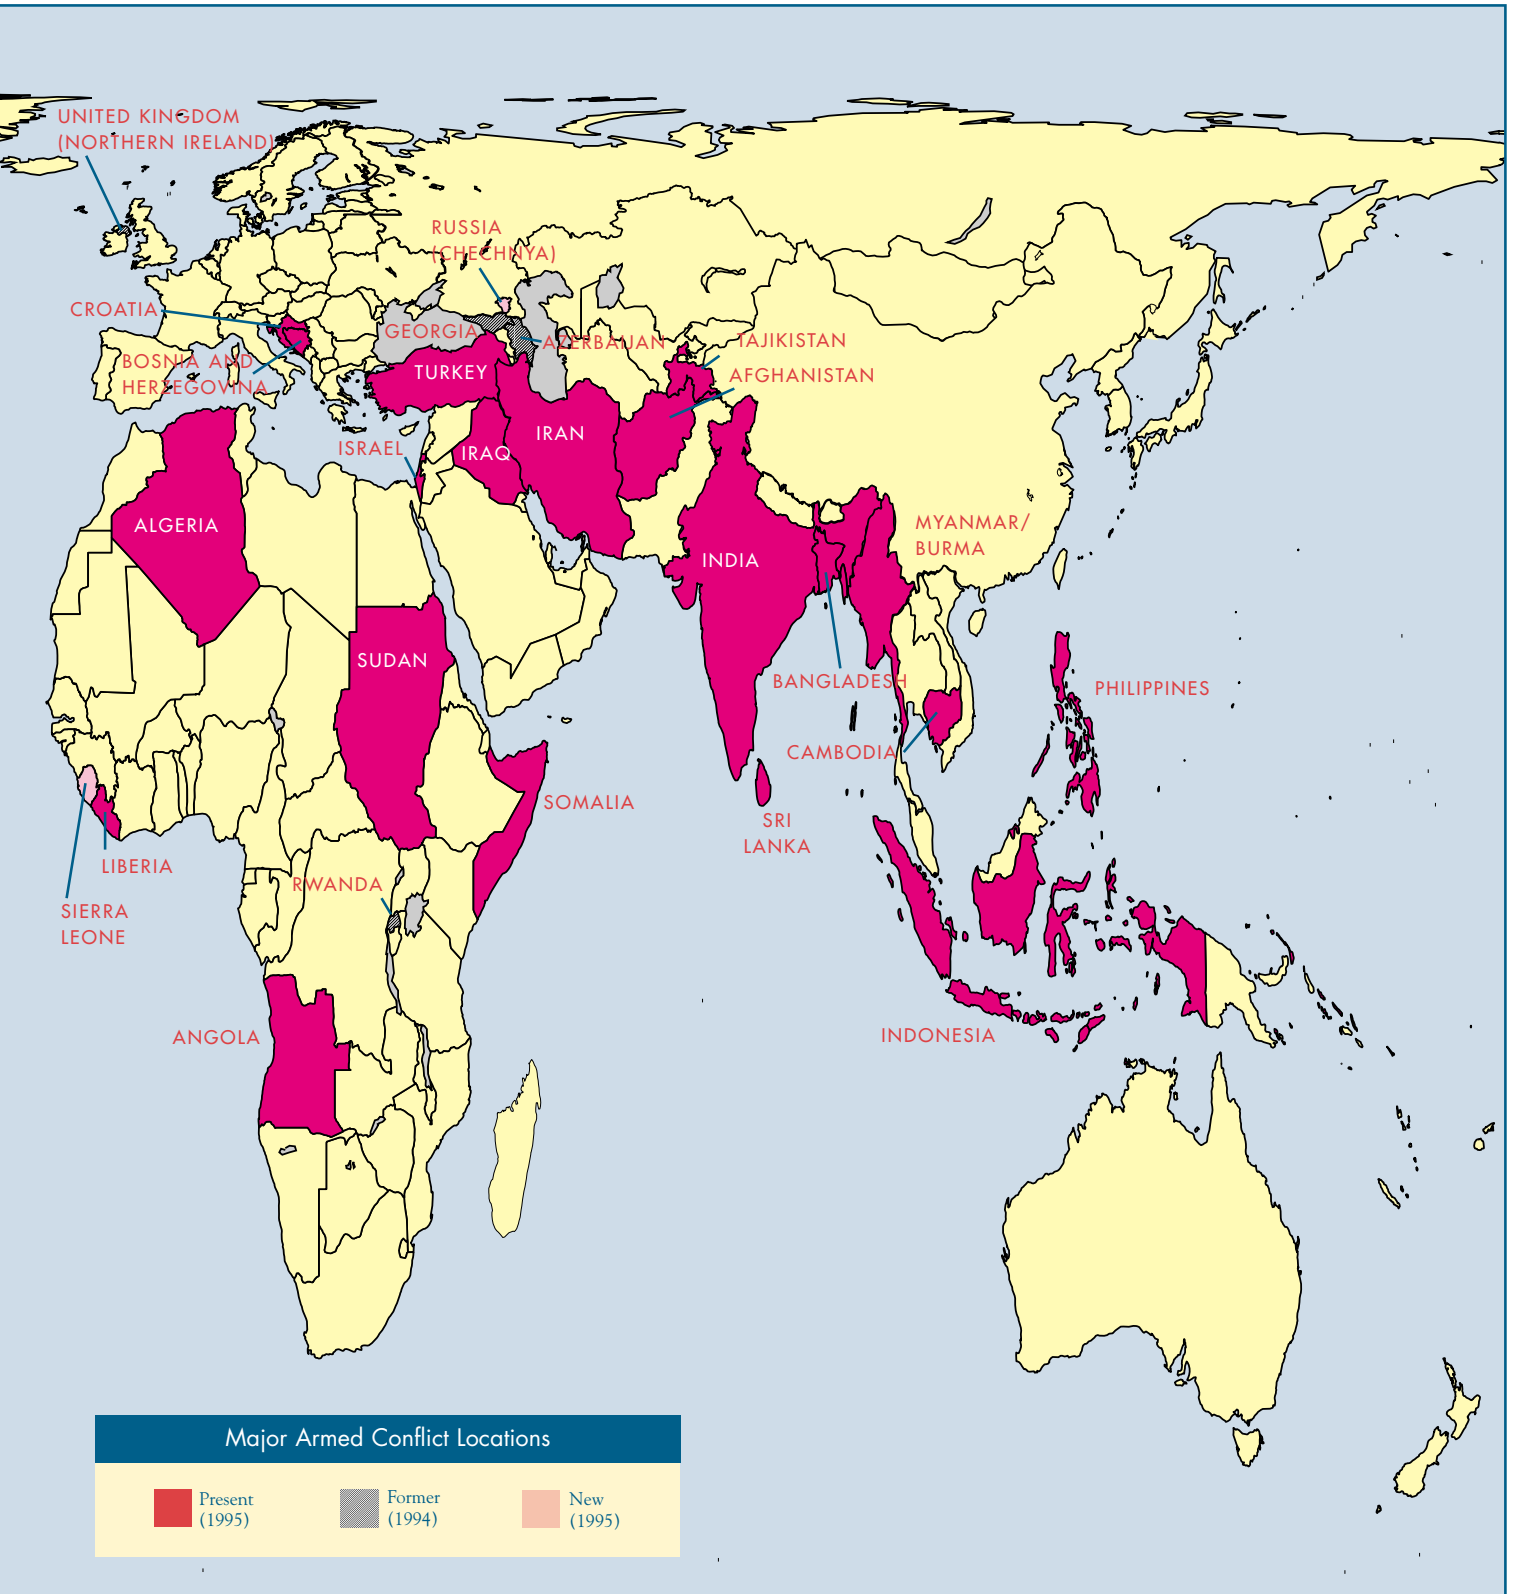 UNITED KINGDOM
(NORTHERN IRELAND)
RUSSIA
(CHECHNYA)
CROATIA
GEORGIA
AZERBAIJAN
TAJIKISTAN
BOSNIA AND
HERZEGOVINA
TURKEY
AFGHANISTAN
ISRAEL
IRAQ
IRAN
ALGERIA
MYANMAR/
BURMA
INDIA
SUDAN
BANGLADESH
PHILIPPINES
CAMBODIA
SOMALIA
SRI
LANKA
LIBERIA
RWANDA
SIERRA
LEONE
ANGOLA
INDONESIA
Major Armed Conflict Locations
Present
(1995)
Former
(1994)
New
(1995)